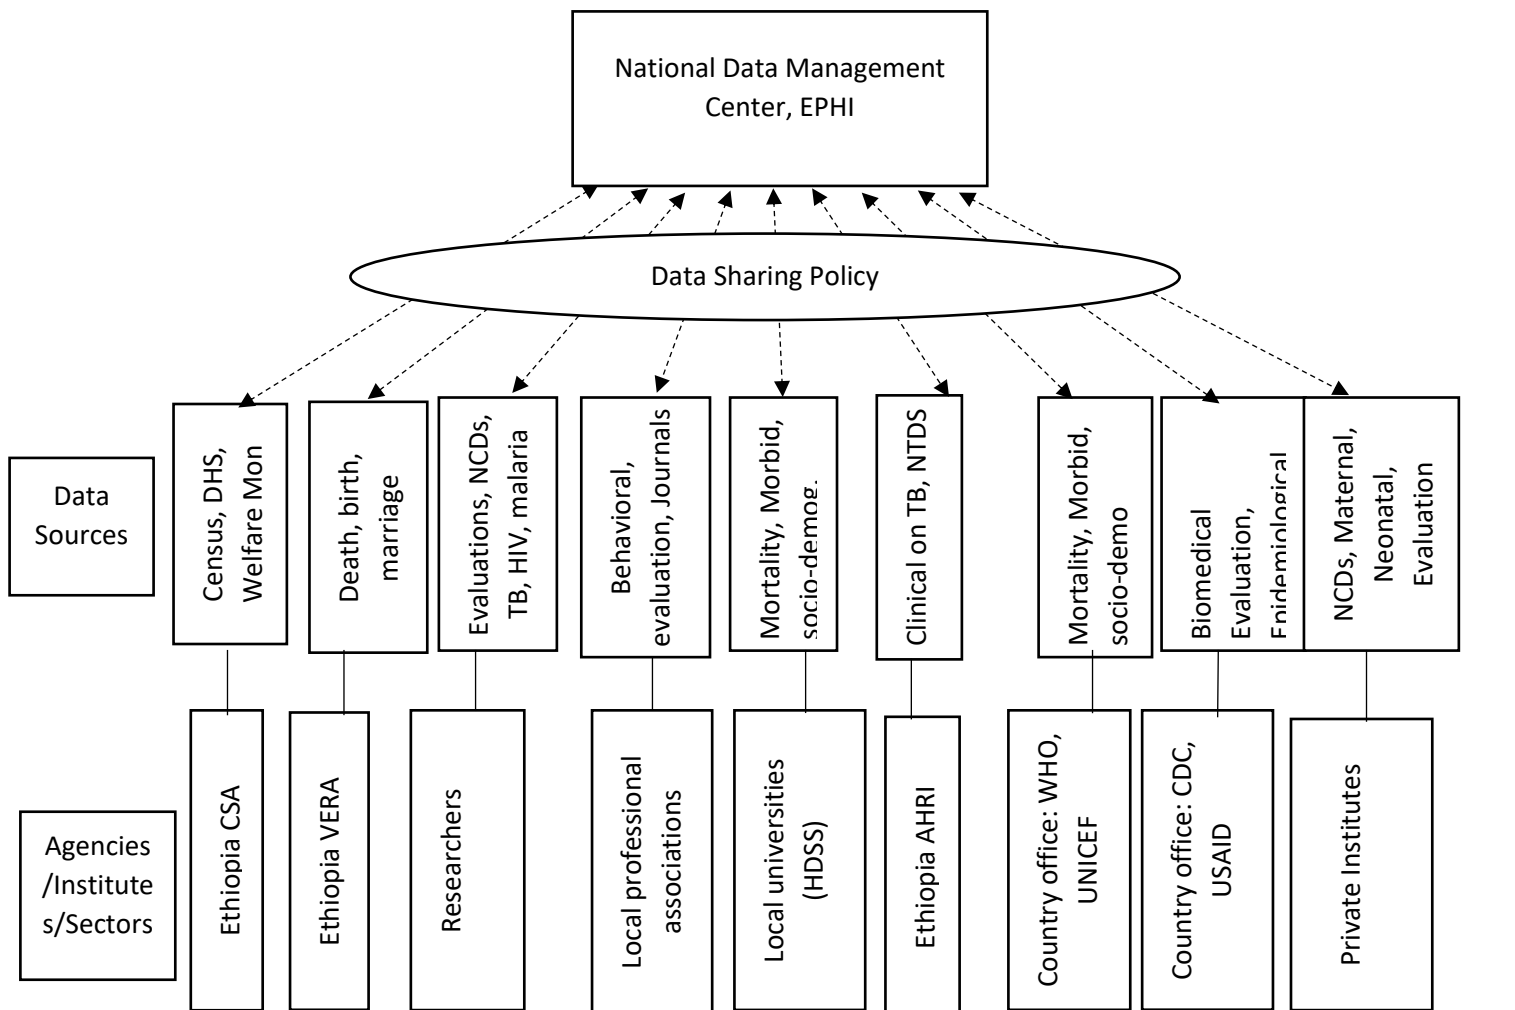 National Data Management
Center, EPHI
Data Sharing Policy
Data
Sources
Census, DHS,
Welfare Mon
Death, birth,
marriage
Evaluations, NCDs,
TB, HIV, malaria
Behavioral,
evaluation, Journals
Mortality, Morbid,
socio-demog.
Clinical on TB, NTDS
Mortality, Morbid,
socio-demo
Biomedical
Evaluation,
Epidemiological
NCDs, Maternal,
Neonatal,
Evaluation
Agencies
/Institute
s/Sectors
Ethiopia CSA
Ethiopia VERA
Researchers
Local professional
associations
Local universities
(HDSS)
Ethiopia AHRI
Country office: WHO,
UNICEF
Country office: CDC,
USAID
Private Institutes